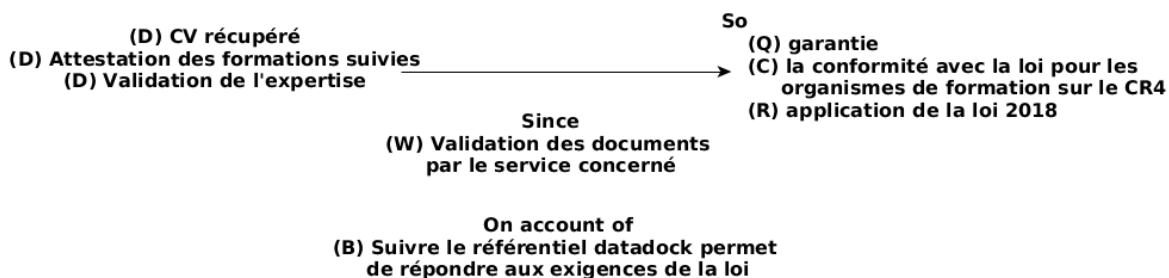 (D) CV récupéré
(D) Attestation des formations suivies
(D) Validation de l'expertise
So
(Q) garantie
(C) la conformité avec la loi pour les
organismes de formation sur le CR4
(R) application de la loi 2018
Since
(W) Validation des documents
par le service concerné
On account of
(B) Suivre le référentiel datadock permet
de répondre aux exigences de la loi